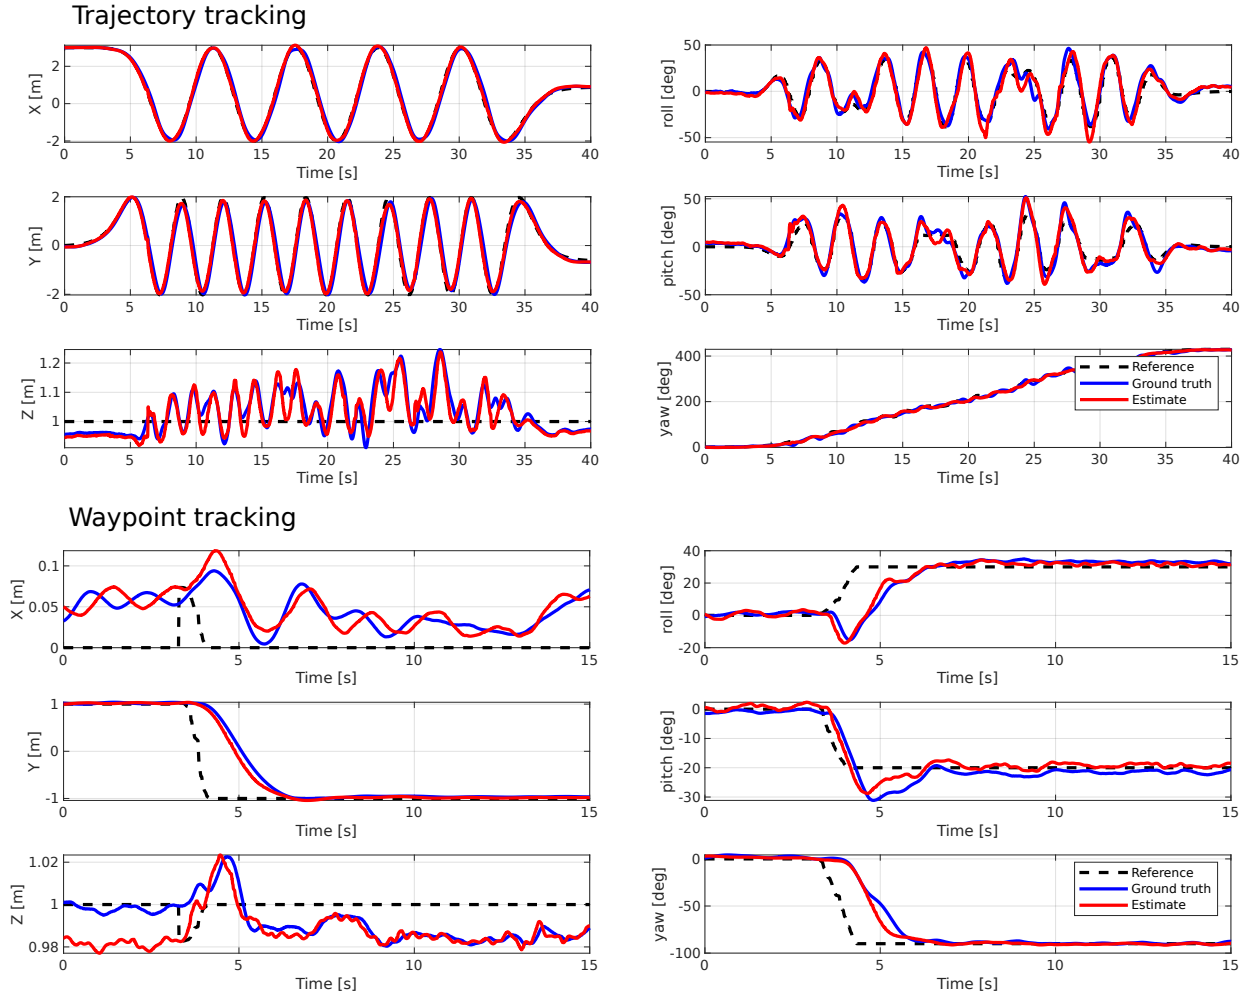 Trajectory tracking
X [m]
2
0
-2
0 5 10 15 20 25 30 35 40
Time [s]
roll [deg]
50
0
-50
0 5 10 15 20 25 30 35 40
Time [s]
Y [m]
2
0
-2
0 5 10 15 20 25 30 35 40
Time [s]
pitch [deg]
50
0
-50
0 5 10 15 20 25 30 35 40
Time [s]
Z [m]
1.2
1.1
1
0 5 10 15 20 25 30 35 40
Time [s]
yaw [deg]
400
200
0
0 5 10 15 20 25 30 35 40
Time [s]
Reference
Ground truth
Estimate
Waypoint tracking
X [m]
0.1
0.05
0
0 5 10 15
Time [s]
roll [deg]
40
20
0
-20
0 5 10 15
Time [s]
Y [m]
1
0
-1
0 5 10 15
Time [s]
pitch [deg]
0
-10
-20
-30
0 5 10 15
Time [s]
Z [m]
1.02
1.00
0.98
0 5 10 15
Time [s]
yaw [deg]
0
-50
-100
0 5 10 15
Time [s]
Reference
Ground truth
Estimate